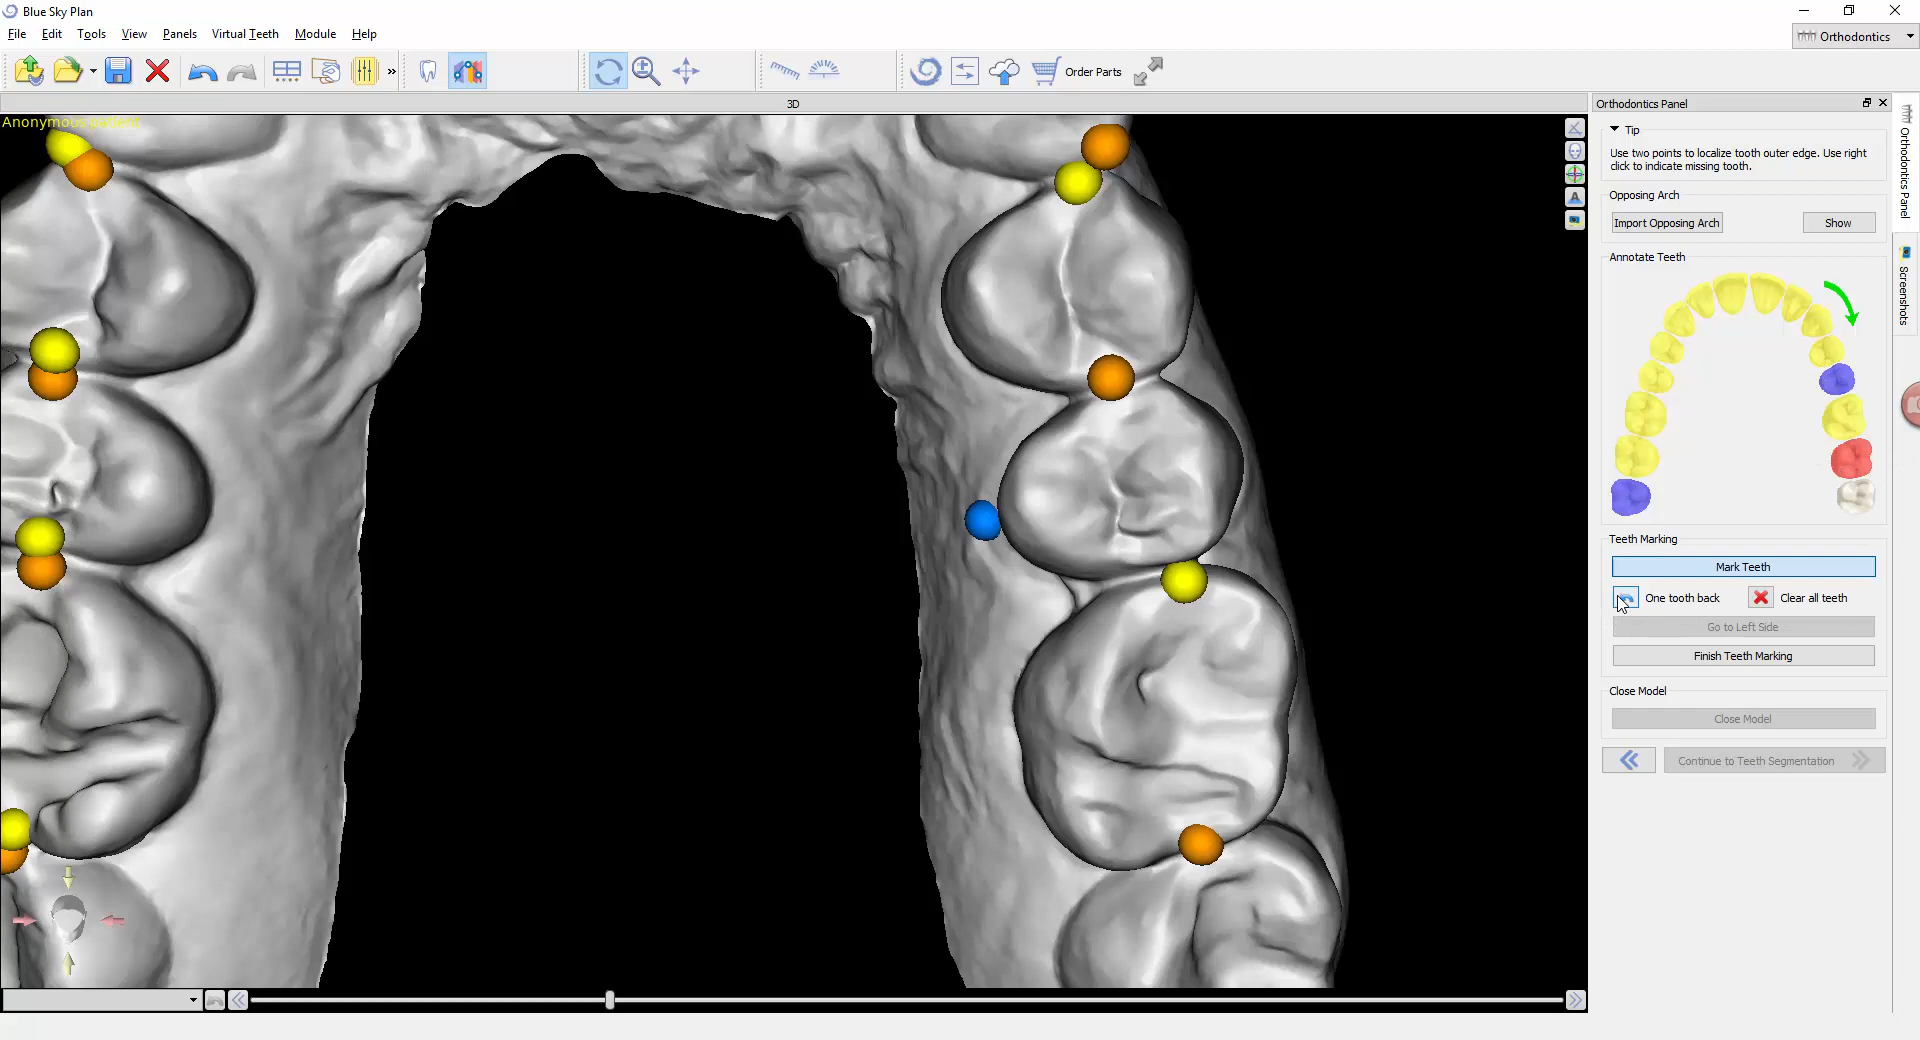 Blue Sky Plan
File Edit Tools View Panels Virtual Teeth Module Help
Orthodontics
» Order Parts
3D
Orthodontics Panel
Anonymous patient
Tip
Use two points to localize tooth outer edge. Use right
click to indicate missing tooth.
Opposing Arch
Import Opposing Arch Show
Annotate Teeth
Teeth Marking
Mark Teeth
One tooth back Clear all teeth
Go to Left Side
Finish Teeth Marking
Close Model
Close Model
Continue to Teeth Segmentation
Orthodontics Panel
Screenshots
A